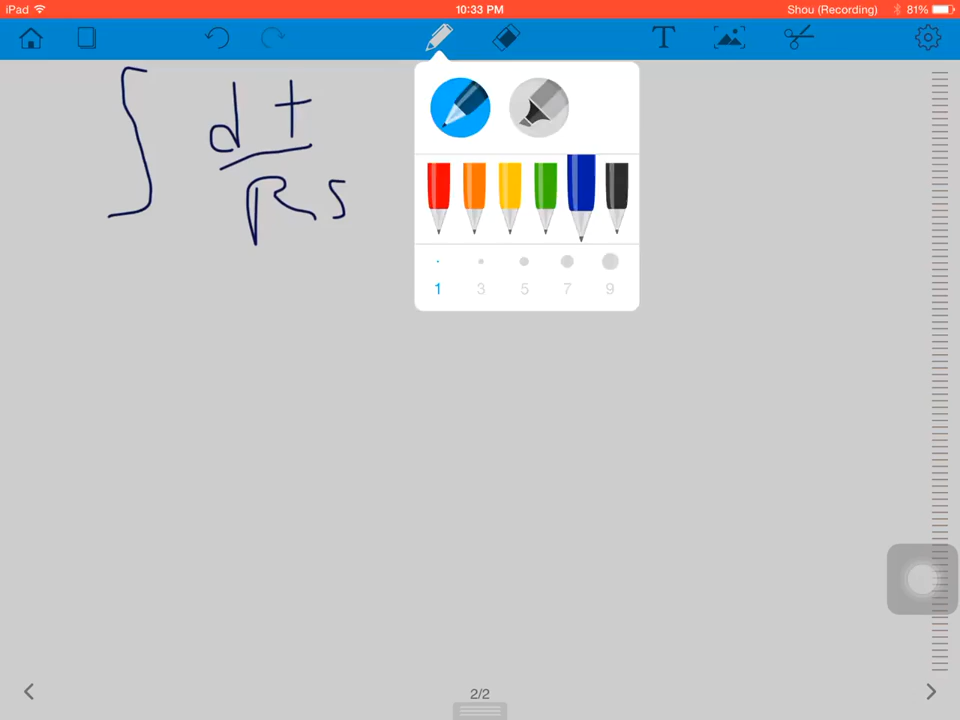 iPad 10:33 PM Shou (Recording) 81%
T
∫ dt
Rs
1 3 5 7 9
2/2